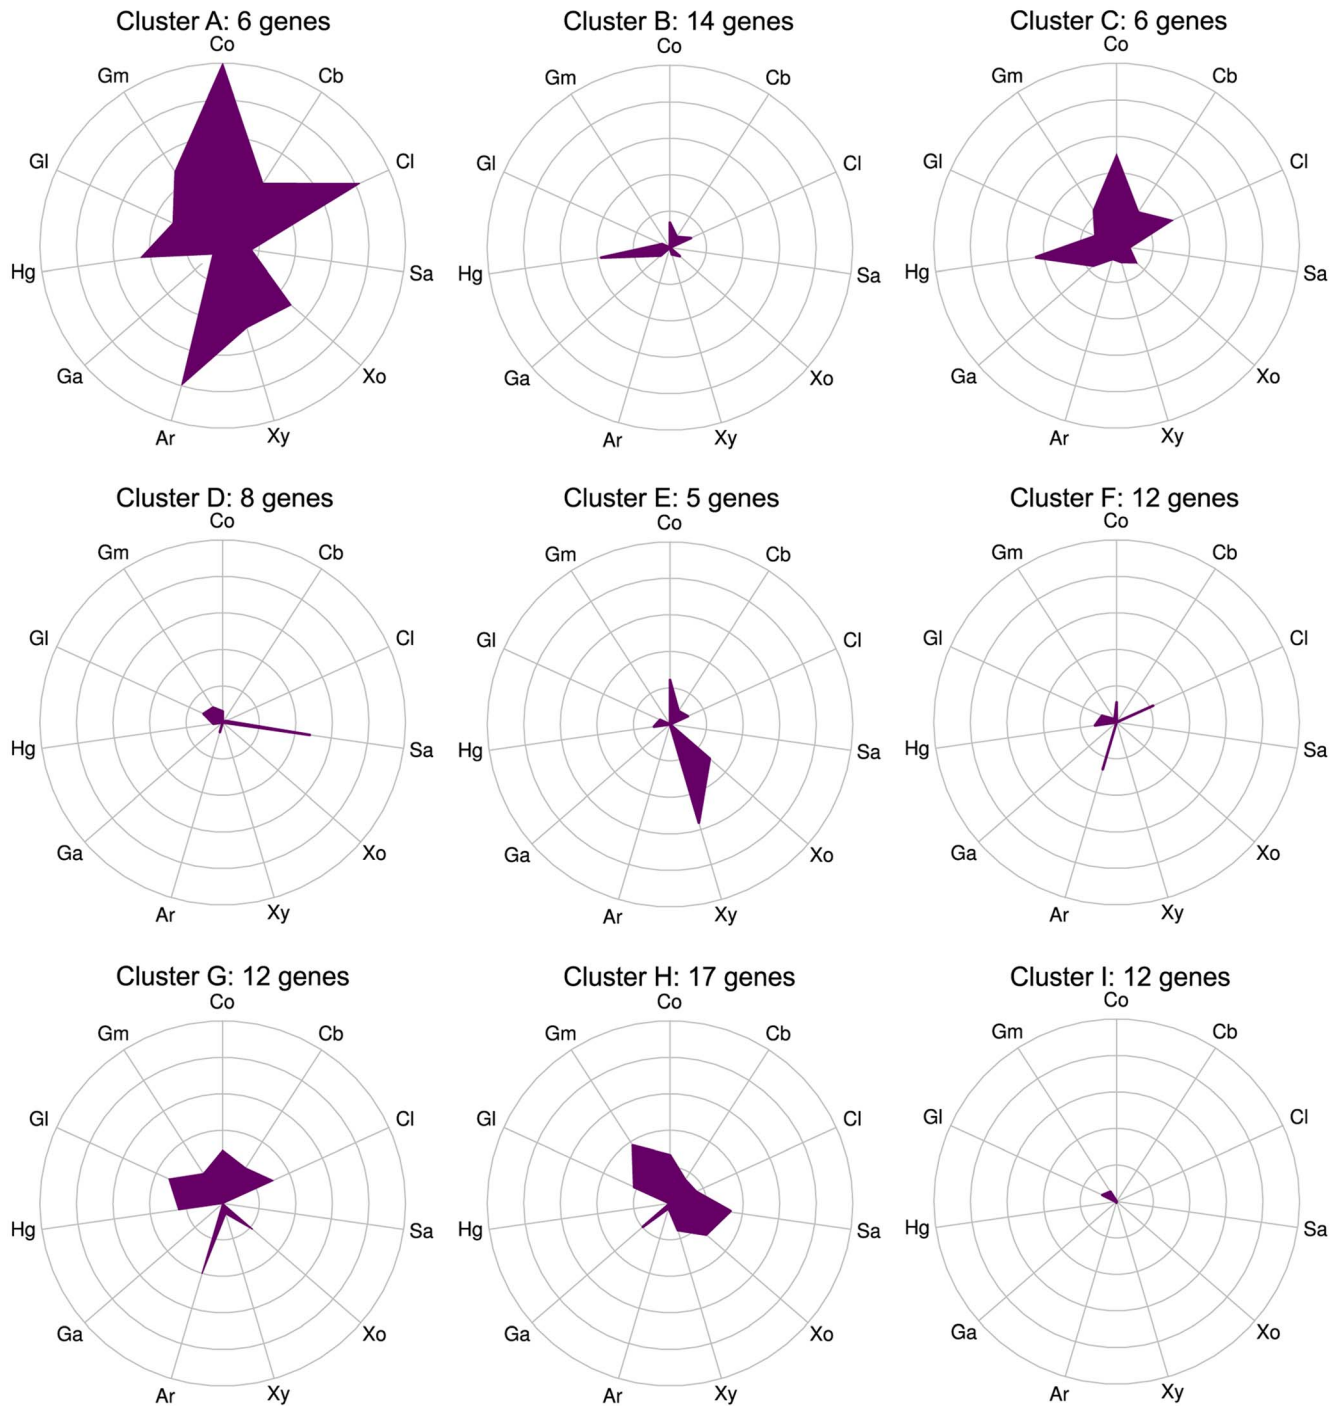 Cluster A: 6 genes
Co
Cb
Cl
Sa
Xo
Xy
Ar
Ga
Hg
Gl
Gm
Cluster B: 14 genes
Co
Cb
Cl
Sa
Xo
Xy
Ar
Ga
Hg
Gl
Gm
Cluster C: 6 genes
Co
Cb
Cl
Sa
Xo
Xy
Ar
Ga
Hg
Gl
Gm
Cluster D: 8 genes
Co
Cb
Cl
Sa
Xo
Xy
Ar
Ga
Hg
Gl
Gm
Cluster E: 5 genes
Co
Cb
Cl
Sa
Xo
Xy
Ar
Ga
Hg
Gl
Gm
Cluster F: 12 genes
Co
Cb
Cl
Sa
Xo
Xy
Ar
Ga
Hg
Gl
Gm
Cluster G: 12 genes
Co
Cb
Cl
Sa
Xo
Xy
Ar
Ga
Hg
Gl
Gm
Cluster H: 17 genes
Co
Cb
Cl
Sa
Xo
Xy
Ar
Ga
Hg
Gl
Gm
Cluster I: 12 genes
Co
Cb
Cl
Sa
Xo
Xy
Ar
Ga
Hg
Gl
Gm